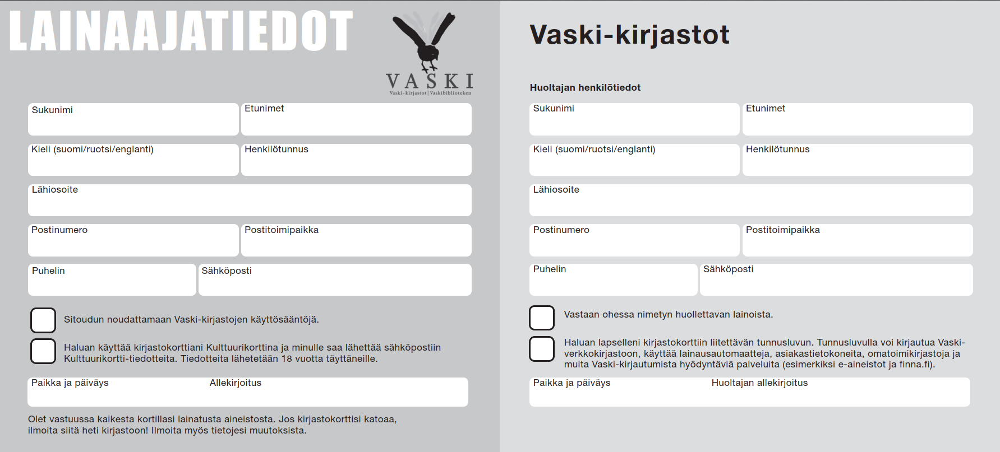 LAINAAJATIEDOT
VASKI
Vaski-kirjastot | Vaskibiblioteken
Sukunimi
Etunimet
Kieli (suomi/ruotsi/englanti)
Henkilötunnus
Lähiosoite
Postinumero
Postitoimipaikka
Puhelin
Sähköposti
Sitoudun noudattamaan Vaski-kirjastojen käyttösääntöjä.
Haluan käyttää kirjastokorttiani Kulttuurikorttina ja minulle saa lähettää sähköpostiin
Kulttuurikortti-tiedotteita. Tiedotteita lähetetään 18 vuotta täyttäneille.
Paikka ja päiväys
Allekirjoitus
Olet vastuussa kaikesta kortillasi lainatusta aineistosta. Jos kirjastokorttisi katoaa,
ilmoita siitä heti kirjastoon! Ilmoita myös tietojesi muutoksista.
Vaski-kirjastot
Huoltajan henkilötiedot
Sukunimi
Etunimet
Kieli (suomi/ruotsi/englanti)
Henkilötunnus
Lähiosoite
Postinumero
Postitoimipaikka
Puhelin
Sähköposti
Vastaan ohessa nimetyn huollettavan lainoista.
Haluan lapselleni kirjastokorttiin liitettävän tunnusluvun. Tunnusluvulla voi kirjautua Vaski-
verkkokirjastoon, käyttää lainausautomaatteja, asiakastietokoneita, omatoimikirjastoja ja
muita Vaski-kirjautumista hyödyntäviä palveluita (esimerkiksi e-aineistot ja finna.fi).
Paikka ja päiväys
Huoltajan allekirjoitus